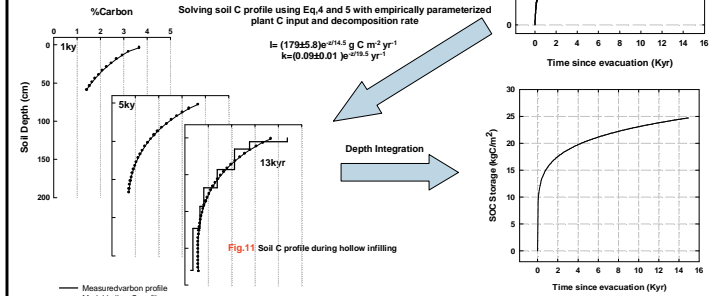 %Carbon
0 1 2 3 4 5
Solving soil C profile using Eq,4 and 5 with empirically parameterized
plant C input and decomposition rate
I= (179±5.8)e-z/14.5 g C m-2 yr-1
k=(0.09±0.01 )e-z/19.5 yr-1
0
0 2 4 6 8 10 12 14 16
Time since evacuation (Kyr)
Soil Depth (cm)
0
50
100
150
200
1ky
5ky
13kyr
Fig.11 Soil C profile during hollow infilling
Depth Integration
SOC Storage (kgC/m2)
30
25
20
15
10
5
0
0 2 4 6 8 10 12 14 16
Time since evacuation (Kyr)
Measuredvarbon profile